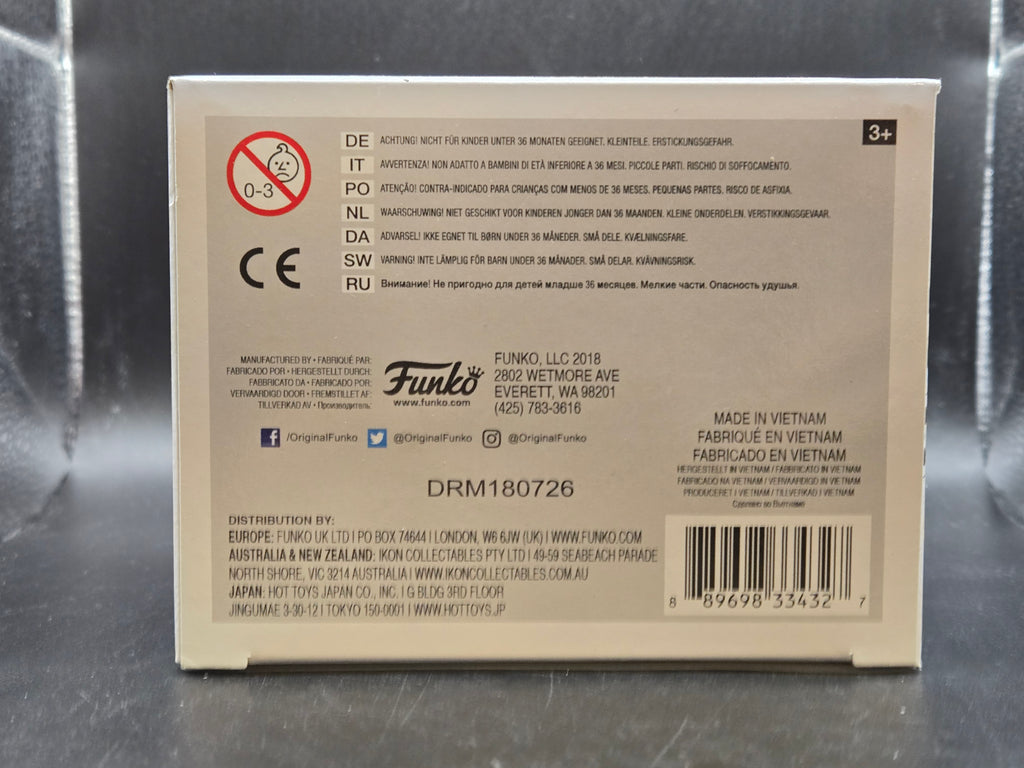 0-3
3+
DE ACHTUNG! NICHT FÜR KINDER UNTER 36 MONATEN GEEIGNET. KLEINTEILE. ERSTICKUNGSGEFAHR.
IT AVVERTENZA! NON ADATTO A BAMBINI DI ETÀ INFERIORE A 36 MESI. PICCOLE PARTI. RISCHIO DI SOFFOCAMENTO.
PO ATENÇÃO! CONTRA-INDICADO PARA CRIANÇAS COM MENOS DE 36 MESES. PEQUENAS PARTES. RISCO DE ASFIXIA.
NL WAARSCHUWING! NIET GESCHIKT VOOR KINDEREN JONGER DAN 36 MAANDEN. KLEINE ONDERDELEN. VERSTIKKINGSGEVAAR.
DA ADVARSEL! IKKE EGNET TIL BØRN UNDER 36 MÅNEDER. SMÅ DELE. KVÆLNINGSFARE.
SW VARNING! INTE LÄMPLIG FÖR BARN UNDER 36 MÅNADER. SMÅ DELAR. KVÄVNINGSRISK.
RU Внимание! Не пригодно для детей младше 36 месяцев. Мелкие части. Опасность удушья.
CE
MANUFACTURED BY • FABRIQUÉ PAR:
FABRICADO POR • HERGESTELLT DURCH:
FABBRICATO DA • FABRICADO POR:
VERVAARDIGD DOOR • FREMSTILLET AF:
TILLVERKAD AV • Производитель:
Funko
www.funko.com
FUNKO, LLC 2018
2802 WETMORE AVE
EVERETT, WA 98201
(425) 783-3616
/OriginalFunko @OriginalFunko @OriginalFunko
MADE IN VIETNAM
FABRIQUÉ EN VIETNAM
FABRICADO EN VIETNAM
HERGESTELLT IN VIETNAM / FABBRICATO IN VIETNAM
FABRICADO NA VIETNAM / VERVAARDIGD IN VIETNAM
PRODUCERET I VIETNAM / TILLVERKAD I VIETNAM
Сделано во Вьетнаме
DRM180726
DISTRIBUTION BY:
EUROPE: FUNKO UK LTD | PO BOX 74644 | LONDON, W6 6JW (UK) | WWW.FUNKO.COM
AUSTRALIA & NEW ZEALAND: IKON COLLECTABLES PTY LTD | 49-59 SEABEACH PARADE
NORTH SHORE, VIC 3214 AUSTRALIA | WWW.IKONCOLLECTABLES.COM.AU
JAPAN: HOT TOYS JAPAN CO., INC. | G BLDG 3RD FLOOR
JINGUMAE 3-30-12 | TOKYO 150-0001 | WWW.HOTTOYS.JP
8 89698 33432 7